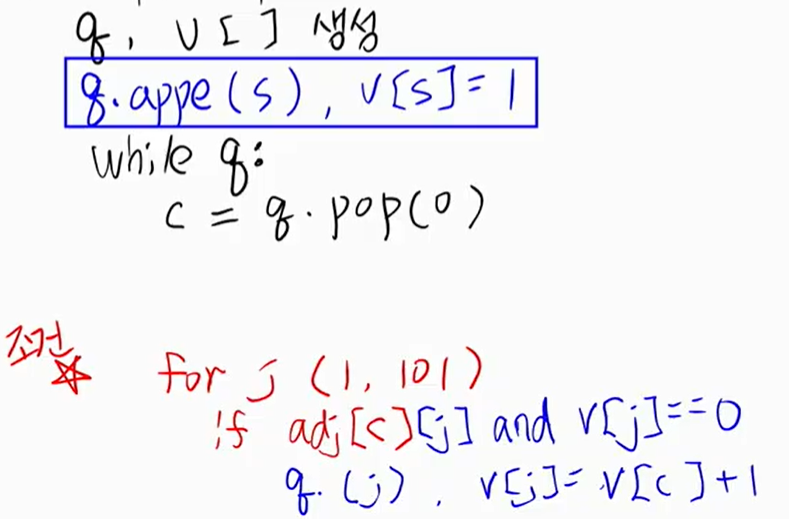 q, v[ ] 생성
q.appe(s), v[s]=1
while q:
c = q.pop(0)
조건
for j (1, 101)
if adj[c][j] and v[j]==0
q.(j), v[j]=v[c]+1